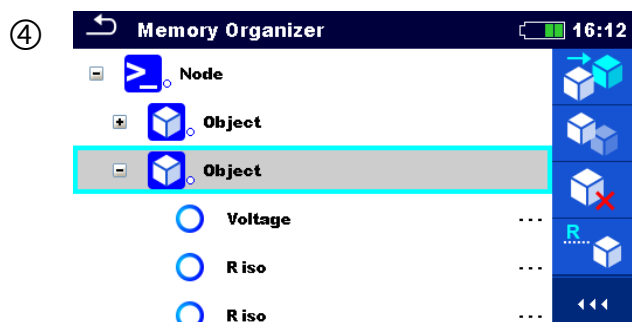 ④
Memory Organizer 16:12
Node
Object
Object
Voltage ...
R iso ...
R iso ...
R